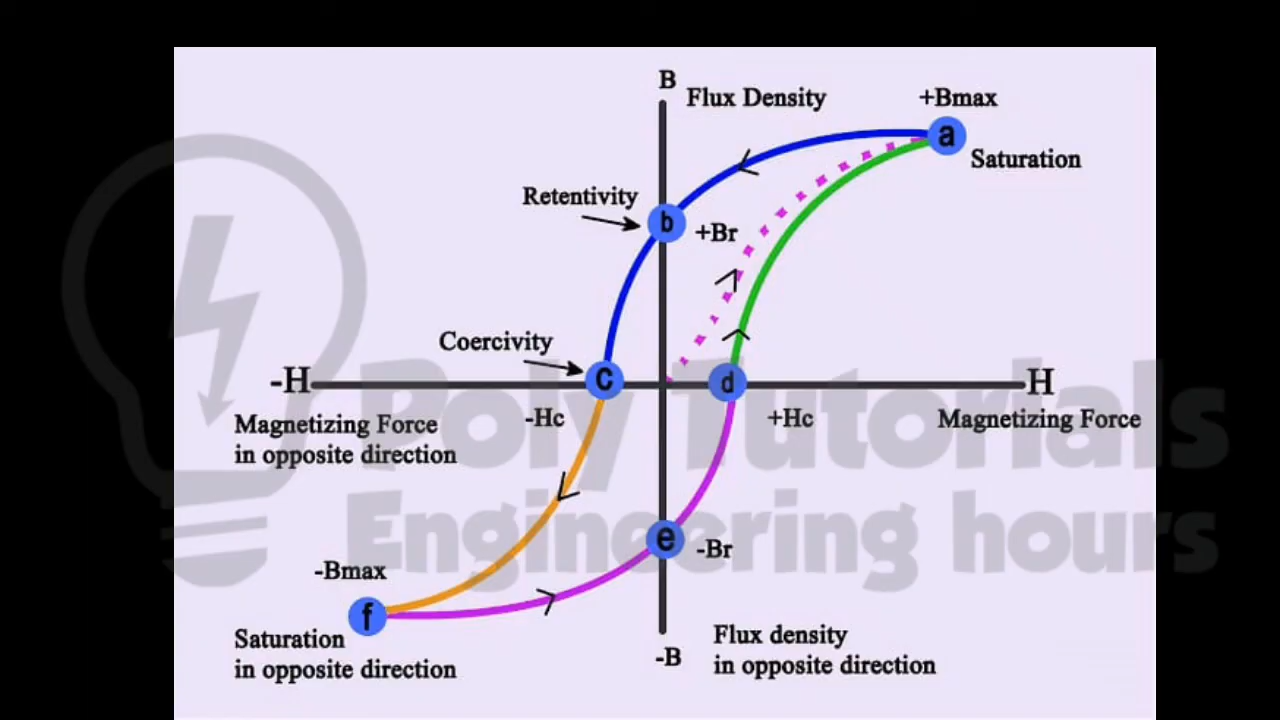 B
Flux Density
+Bmax
a
Saturation
Retentivity
b
+Br
Coercivity
-H
c
d
H
Magnetizing Force
in opposite direction
-Hc
+Hc
Magnetizing Force
Poly Tutorials
Engineering hours
e
-Br
-Bmax
f
Saturation
in opposite direction
-B
Flux density
in opposite direction